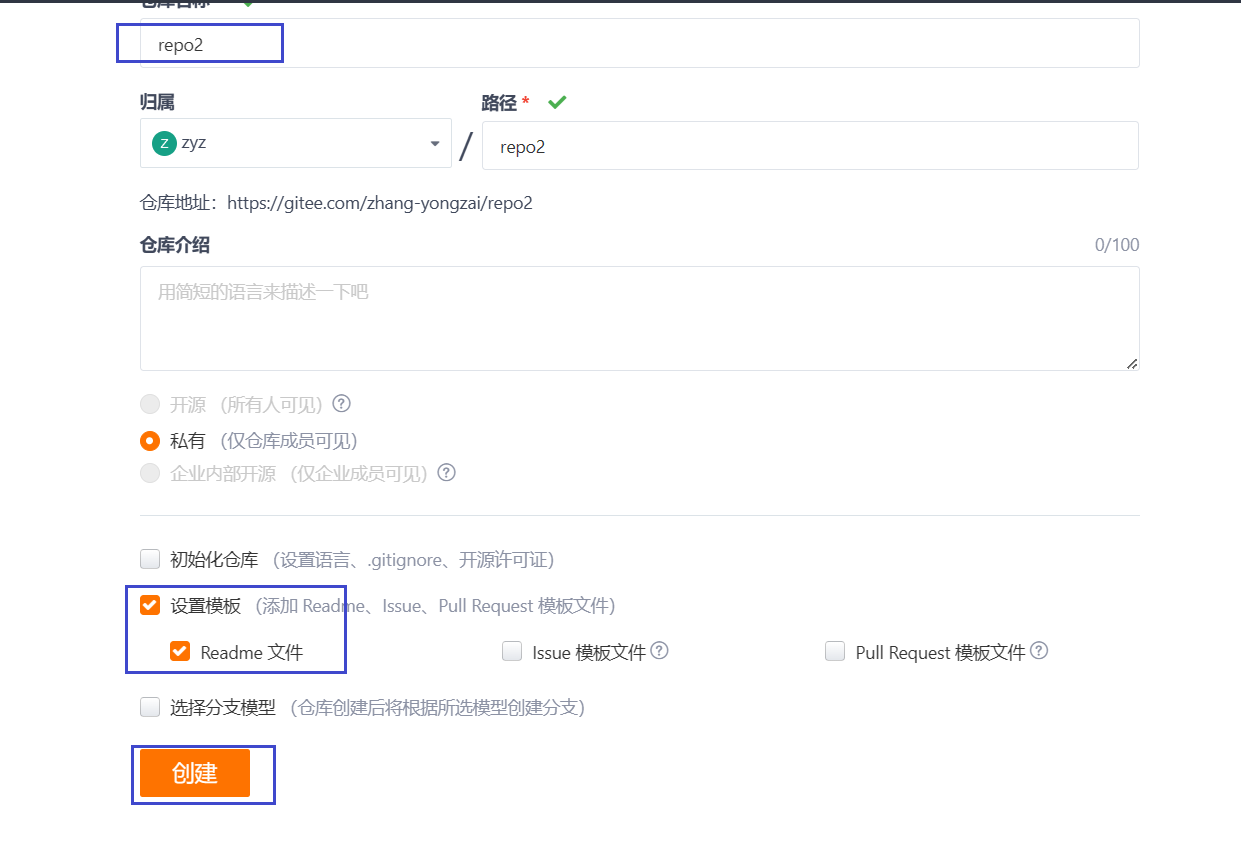 仓库名称
repo2
归属
路径 *
Z zyz
/
repo2
仓库地址：https://gitee.com/zhang-yongzai/repo2
仓库介绍
0/100
用简短的语言来描述一下吧
开源 （所有人可见） ?
私有 （仅仓库成员可见）
企业内部开源 （仅企业成员可见） ?
初始化仓库 （设置语言、.gitignore、开源许可证）
设置模板 （添加 Readme、Issue、Pull Request 模板文件）
Readme 文件
Issue 模板文件 ?
Pull Request 模板文件 ?
选择分支模型 （仓库创建后将根据所选模型创建分支）
创建